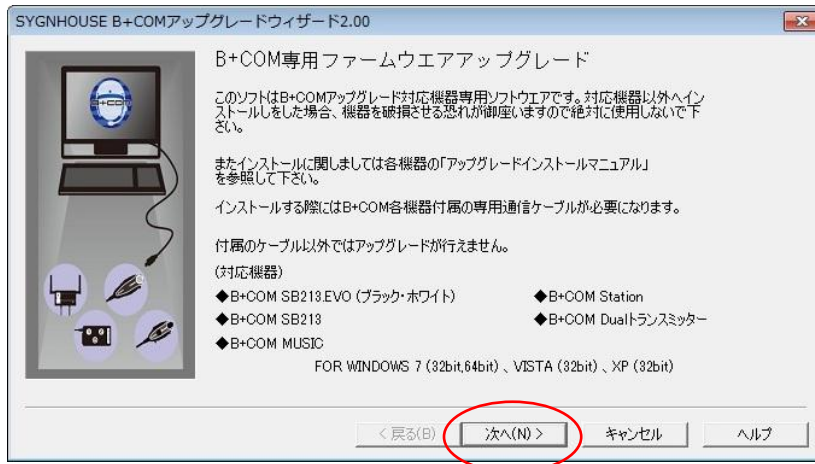 SYGNHOUSE B+COMアップグレードウィザード2.00
B+COM専用ファームウエアアップグレード
このソフトはB+COMアップグレード対応機器専用ソフトウエアです。対応機器以外へイン
ストールしをした場合、機器を破損させる恐れが御座いますので絶対に使用しないで下
さい。
またインストールに関しましては各機器の「アップグレードインストールマニュアル」
を参照して下さい。
インストールする際にはB+COM各機器付属の専用通信ケーブルが必要になります。
付属のケーブル以外ではアップグレードが行えません。
(対応機器)
◆B+COM SB213.EVO (ブラック・ホワイト)
◆B+COM Station
◆B+COM SB213
◆B+COM Dualトランスミッター
◆B+COM MUSIC
FOR WINDOWS 7 (32bit,64bit) 、VISTA (32bit) 、XP (32bit)
B+COM
< 戻る(B)
次へ(N) >
キャンセル
ヘルプ